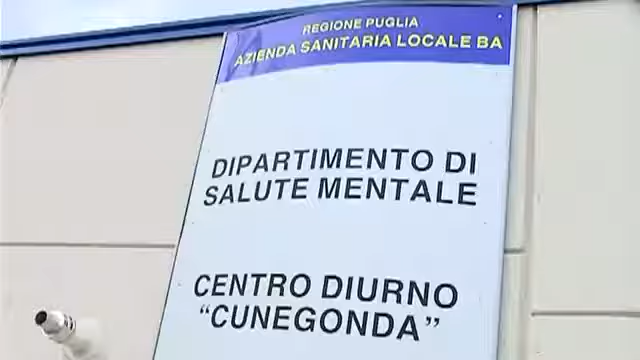 REGIONE PUGLIA
AZIENDA SANITARIA LOCALE BA
DIPARTIMENTO DI
SALUTE MENTALE
CENTRO DIURNO
"CUNEGONDA"